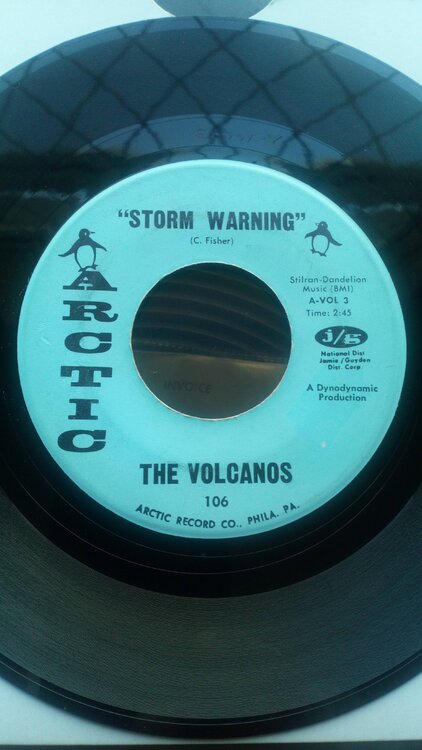 "STORM WARNING"
(C. Fisher)
ARCTIC
Stilran-Dandelion
Music (BMI)
A-VOL 3
Time: 2:45
j/g
National Dist
Jamie/Guyden
Dist. Corp.
A Dynodynamic
Production
INVOICE
THE VOLCANOS
106
ARCTIC RECORD CO., PHILA, PA.